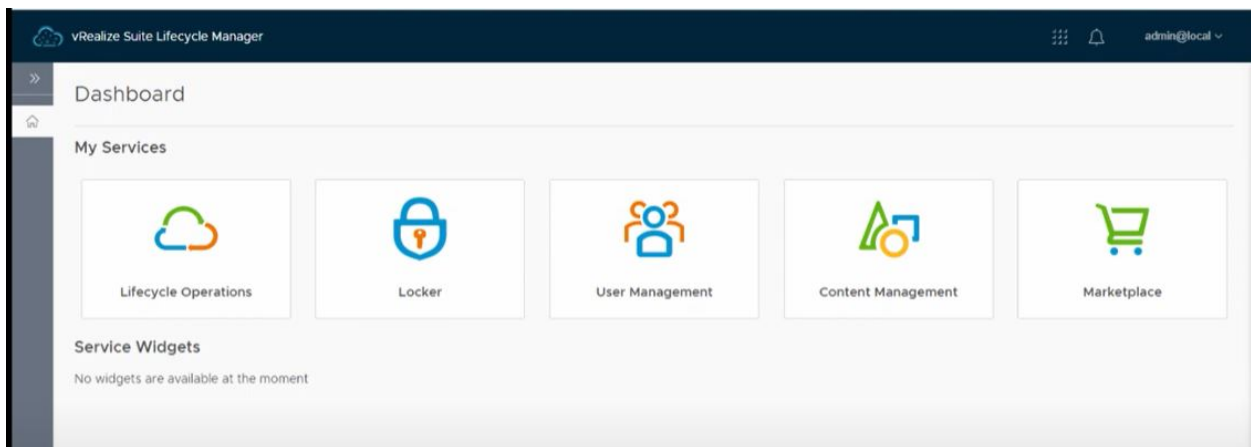 vRealize Suite Lifecycle Manager
admin@local
Dashboard
My Services
Lifecycle Operations
Locker
User Management
Content Management
Marketplace
Service Widgets
No widgets are available at the moment